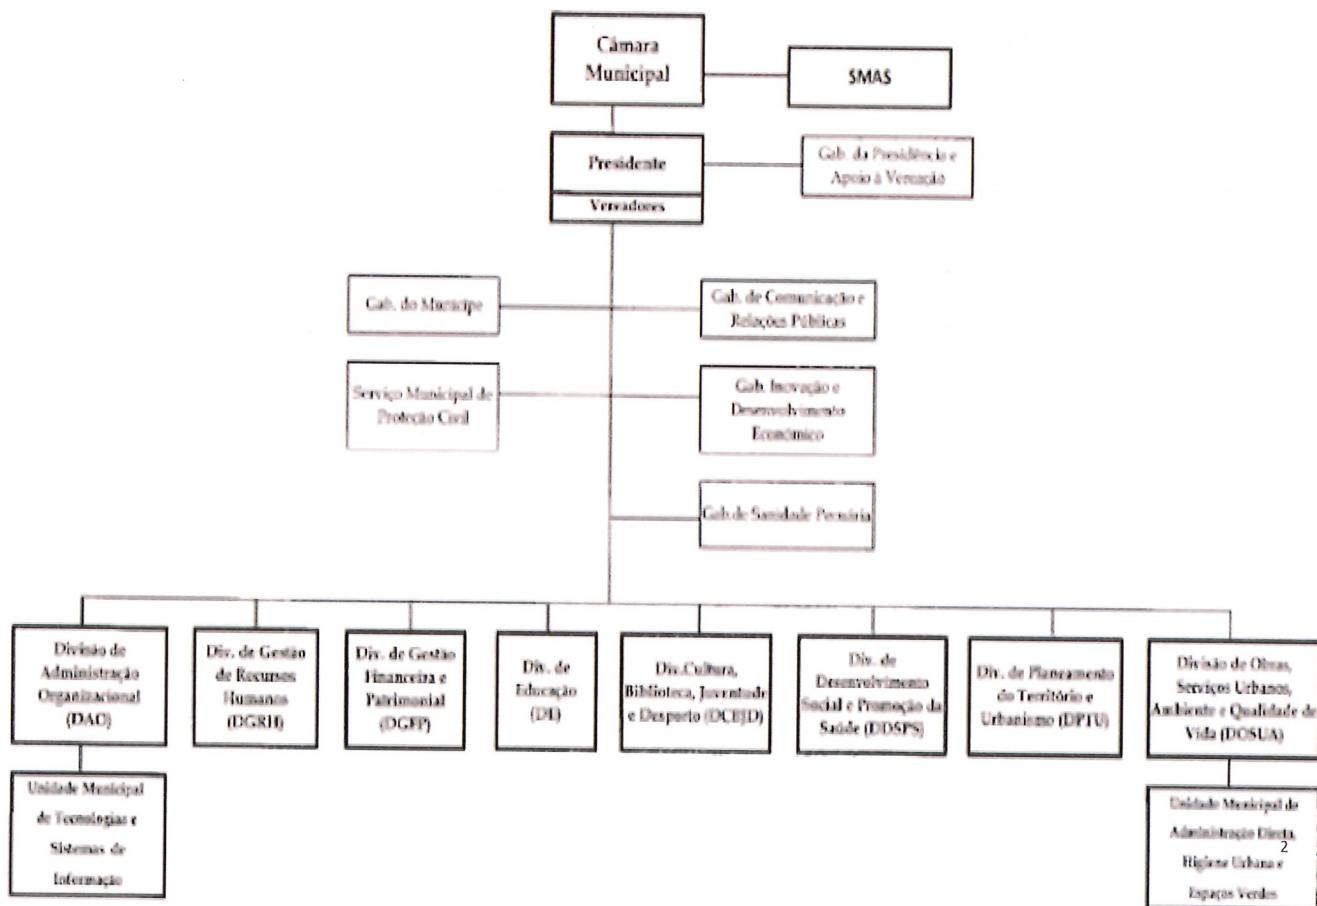 Câmara
Municipal
SMAS
Presidente
Vereadores
Gab. da Presidência e
Apoio à Vereação
Gab. do Munícipe
Gab. de Comunicação e
Relações Públicas
Serviço Municipal de
Proteção Civil
Gab. Inovação e
Desenvolvimento
Económico
Gab.de Sanidade Pecuária
Divisão de
Administração
Organizacional
(DAO)
Div. de Gestão
de Recursos
Humanos
(DGRH)
Div. de Gestão
Financeira e
Patrimonial
(DGFP)
Div. de
Educação
(DE)
Div.Cultura,
Biblioteca, Juventude
e Desporto (DCBJD)
Div. de
Desenvolvimento
Social e Promoção da
Saúde (DDSPS)
Div. de Planeamento
do Território e
Urbanismo (DPTU)
Divisão de Obras,
Serviços Urbanos,
Ambiente e Qualidade de
Vida (DOSUA)
Unidade Municipal
de Tecnologias e
Sistemas de
Informação
Unidade Municipal de
Administração Directa,
Higiene Urbana e
Espaços Verdes
2